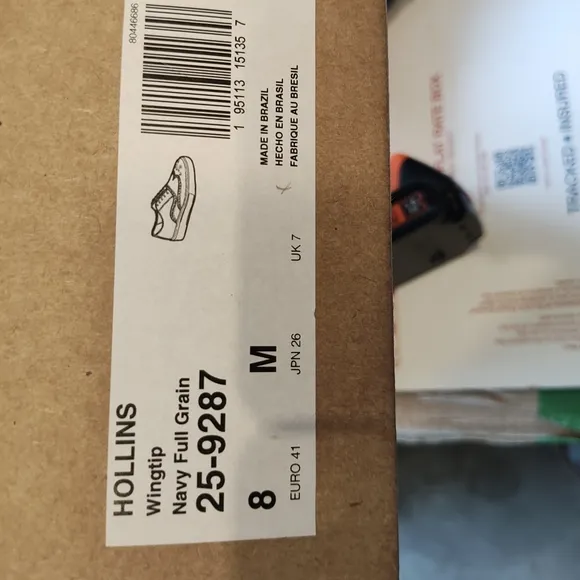 HOLLINS
Wingtip
Navy Full Grain
25-9287
8 M
EURO 41 JPN 26 UK 7
80446686
1 95113 15135 7
MADE IN BRAZIL
HECHO EN BRASIL
FABRIQUE AU BRESIL
TRACKED • INSURED